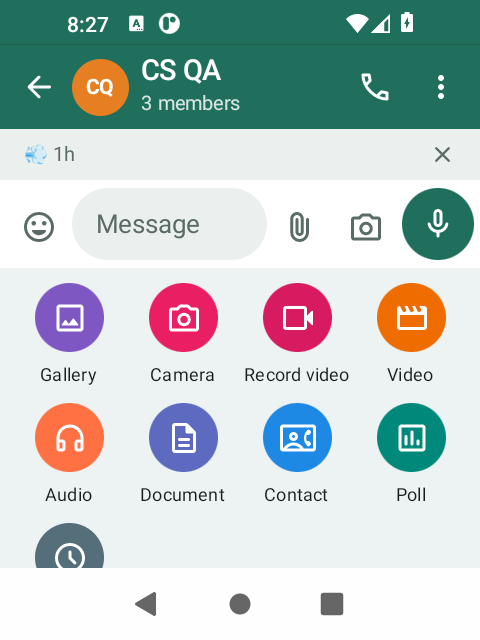 8:27
CQ
CS QA
3 members
💨 1h
Message
Gallery
Camera
Record video
Video
Audio
Document
Contact
Poll